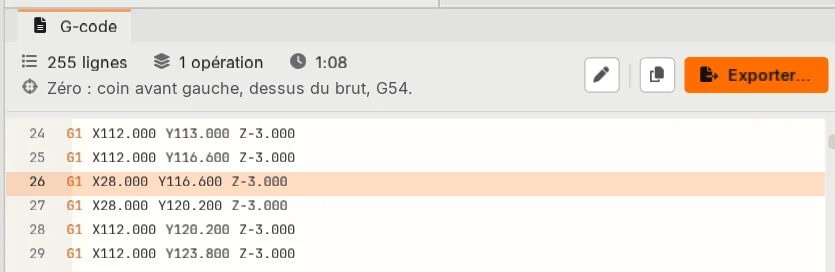 G-code
255 lignes 1 opération 1:08
Zéro : coin avant gauche, dessus du brut, G54.
Exporter...
24 G1 X112.000 Y113.000 Z-3.000
25 G1 X112.000 Y116.600 Z-3.000
26 G1 X28.000 Y116.600 Z-3.000
27 G1 X28.000 Y120.200 Z-3.000
28 G1 X112.000 Y120.200 Z-3.000
29 G1 X112.000 Y123.800 Z-3.000